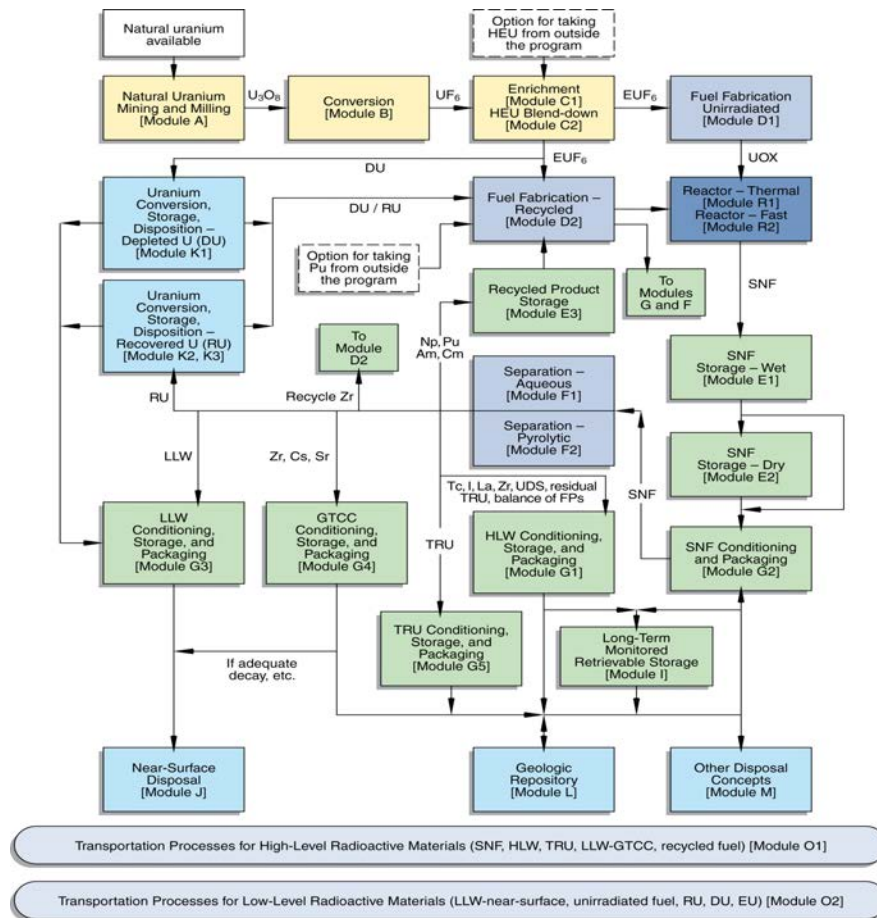 Natural uranium
available
Option for taking
HEU from outside
the program
Natural Uranium
Mining and Milling
[Module A]
U₃O₈
Conversion
[Module B]
UF₆
Enrichment
[Module C1]
HEU Blend-down
[Module C2]
EUF₆
Fuel Fabrication
Unirradiated
[Module D1]
DU
EUF₆
UOX
Uranium
Conversion,
Storage,
Disposition –
Depleted U (DU)
[Module K1]
DU / RU
Fuel Fabrication –
Recycled
[Module D2]
Reactor – Thermal
[Module R1]
Reactor – Fast
[Module R2]
Option for taking
Pu from outside
the program
To
Modules
G and F
SNF
Recycled Product
Storage
[Module E3]
Uranium
Conversion,
Storage,
Disposition –
Recovered U (RU)
[Module K2, K3]
To
Module
D2
Np, Pu
Am, Cm
Separation –
Aqueous
[Module F1]
Separation –
Pyrolytic
[Module F2]
SNF
Storage – Wet
[Module E1]
RU
Recycle Zr
LLW
Zr, Cs, Sr
SNF
Storage – Dry
[Module E2]
Tc, I, La, Zr, UDS, residual
TRU, balance of FPs
SNF
LLW
Conditioning,
Storage, and
Packaging
[Module G3]
GTCC
Conditioning,
Storage, and
Packaging
[Module G4]
TRU
HLW Conditioning,
Storage, and
Packaging
[Module G1]
SNF Conditioning
and Packaging
[Module G2]
TRU Conditioning,
Storage, and
Packaging
[Module G5]
Long-Term
Monitored
Retrievable Storage
[Module I]
If adequate
decay, etc.
Near-Surface
Disposal
[Module J]
Geologic
Repository
[Module L]
Other Disposal
Concepts
[Module M]
Transportation Processes for High-Level Radioactive Materials (SNF, HLW, TRU, LLW-GTCC, recycled fuel) [Module O1]
Transportation Processes for Low-Level Radioactive Materials (LLW-near-surface, unirradiated fuel, RU, DU, EU) [Module O2]